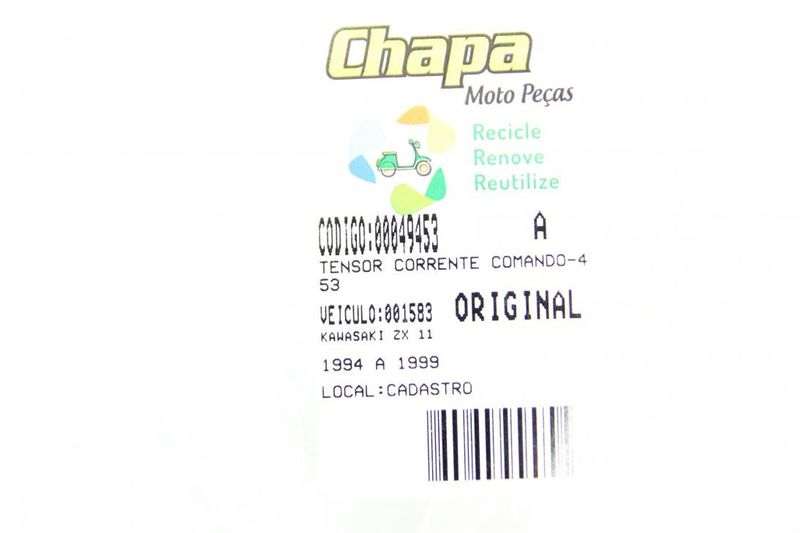 Chapa
Moto Peças
Recicle
Renove
Reutilize
CODIGO:00049453 A
TENSOR CORRENTE COMANDO-4
53
VEICULO:001583 ORIGINAL
KAWASAKI ZX 11
1994 A 1999
LOCAL:CADASTRO